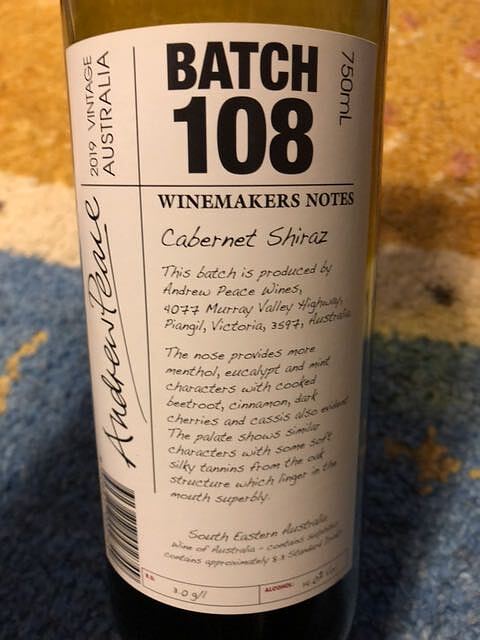 BATCH
108
750mL
2019 VINTAGE
AUSTRALIA
Andrew Peace
WINEMAKERS NOTES
Cabernet Shiraz
This batch is produced by
Andrew Peace Wines,
4077 Murray Valley Highway,
Piangil, Victoria, 3597, Australia
The nose provides more
menthol, eucalypt and mint
characters with cooked
beetroot, cinnamon, dark
cherries and cassis also evident
The palate shows similar
characters with some soft
silky tannins from the oak
structure which linger in the
mouth superbly.
South Eastern Australia
Wine of Australia - contains sulphites
contains approximately 8.3 Standard Drinks
3.0 g/l
ALCOHOL: